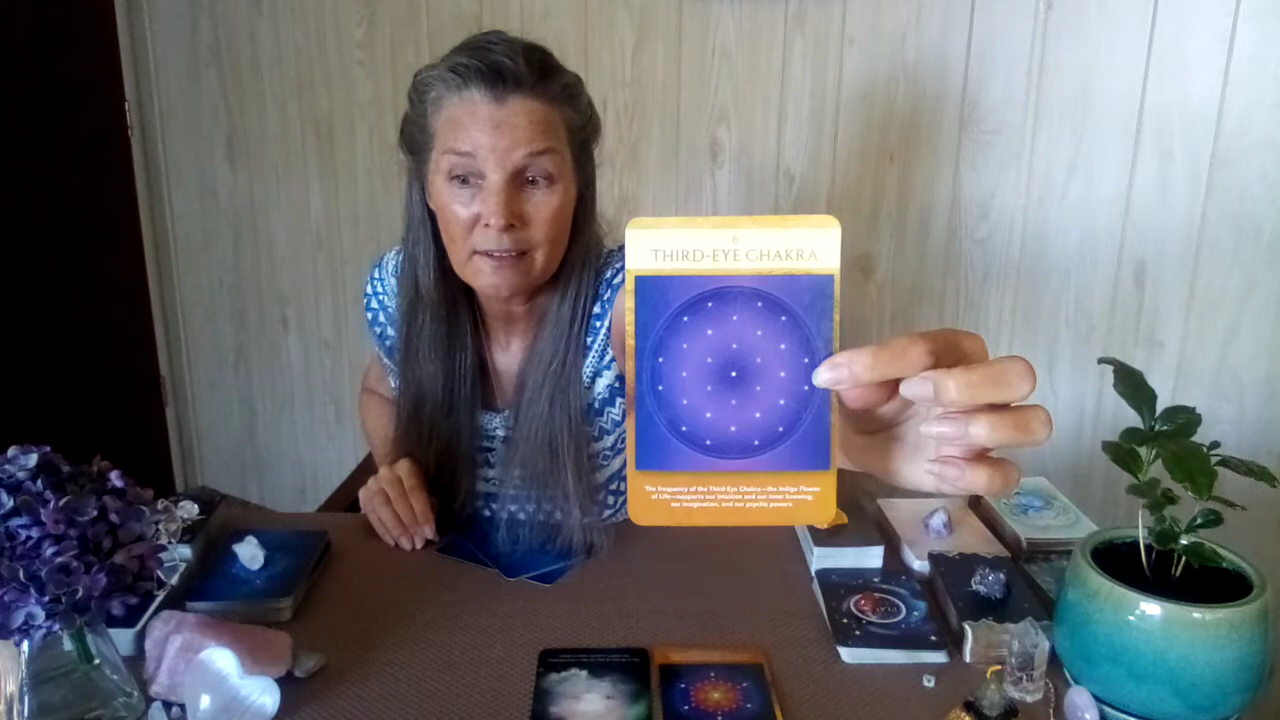 6
THIRD-EYE CHAKRA
The frequency of the Third-Eye Chakra—the Indigo Flower
of Life—supports our intuition and our inner knowing,
our imagination, and our psychic powers.